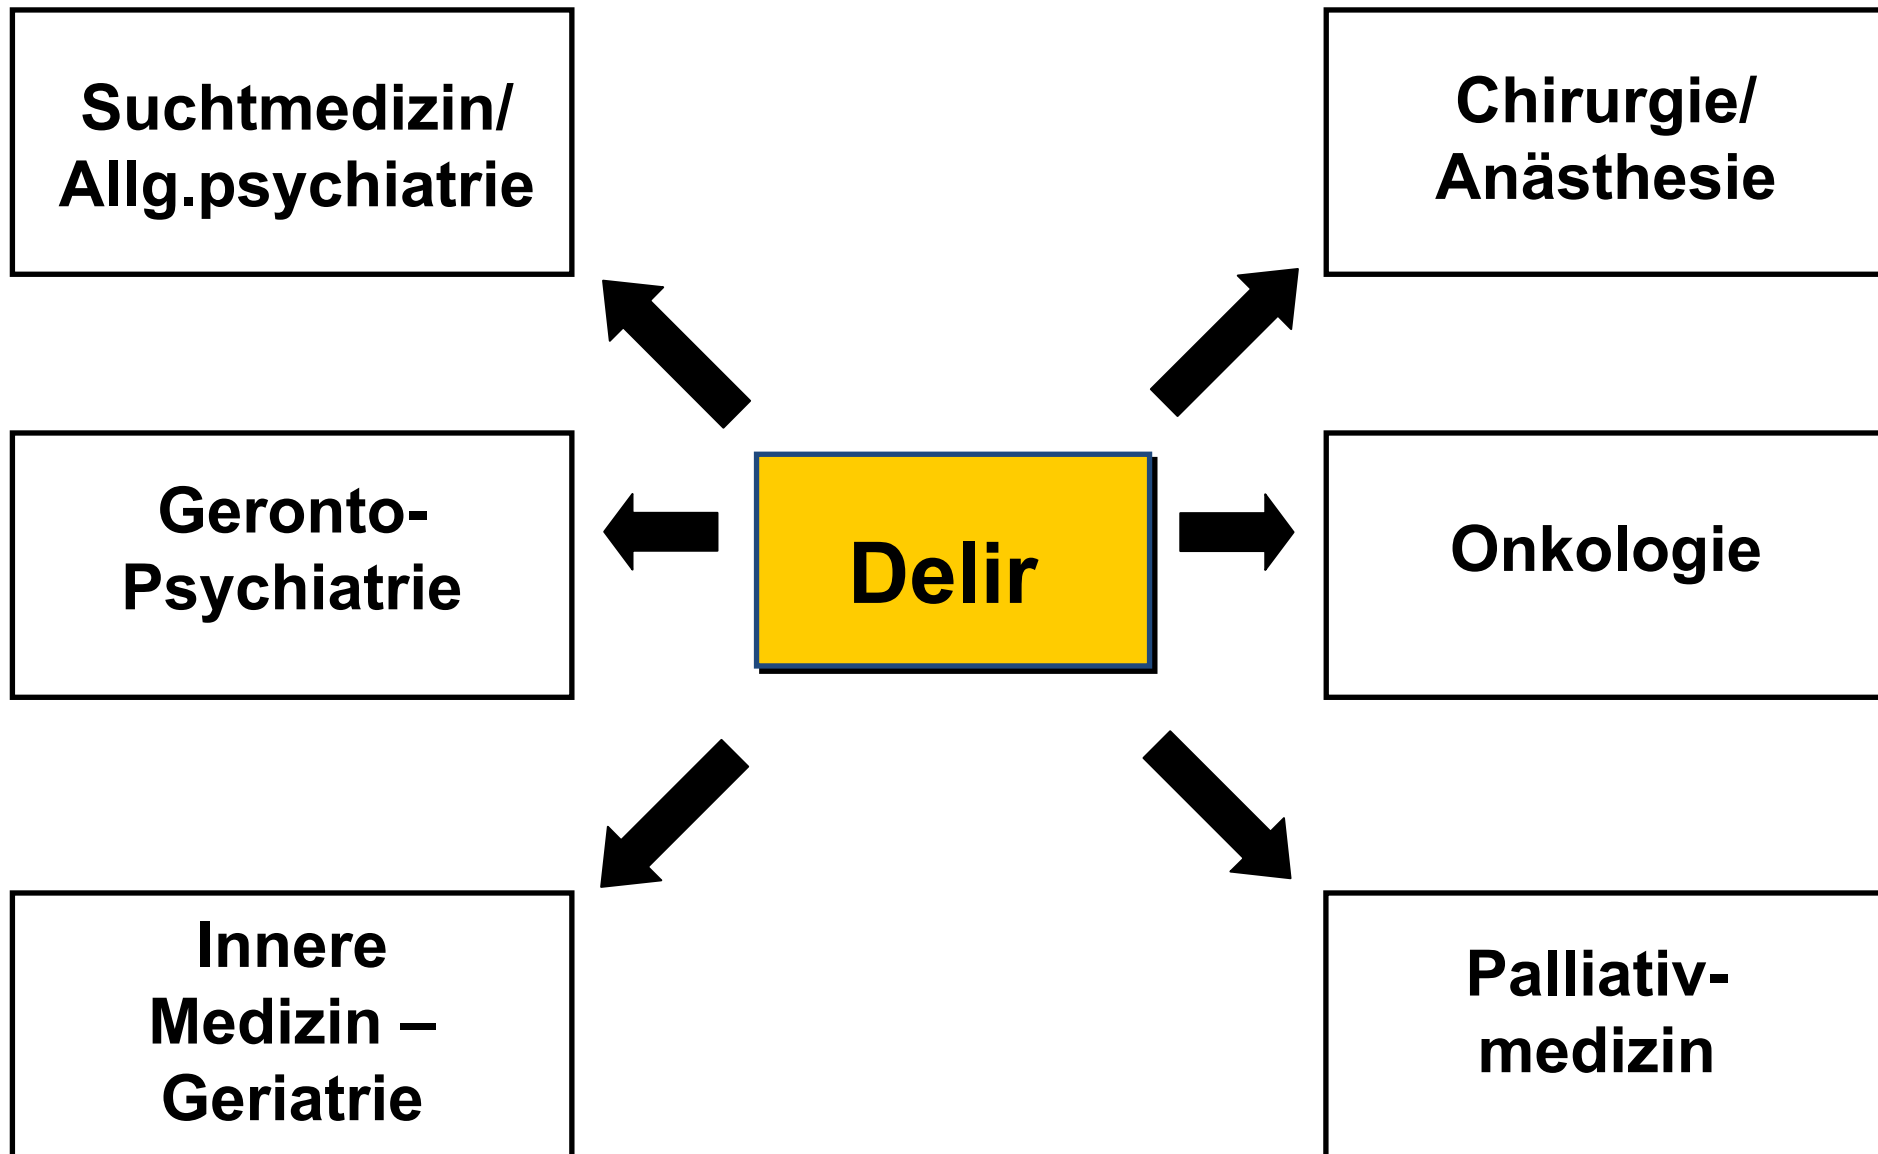 Suchtmedizin/
Allg.psychiatrie
Chirurgie/
Anästhesie
Geronto-
Psychiatrie
Delir
Onkologie
Innere
Medizin –
Geriatrie
Palliativ-
medizin